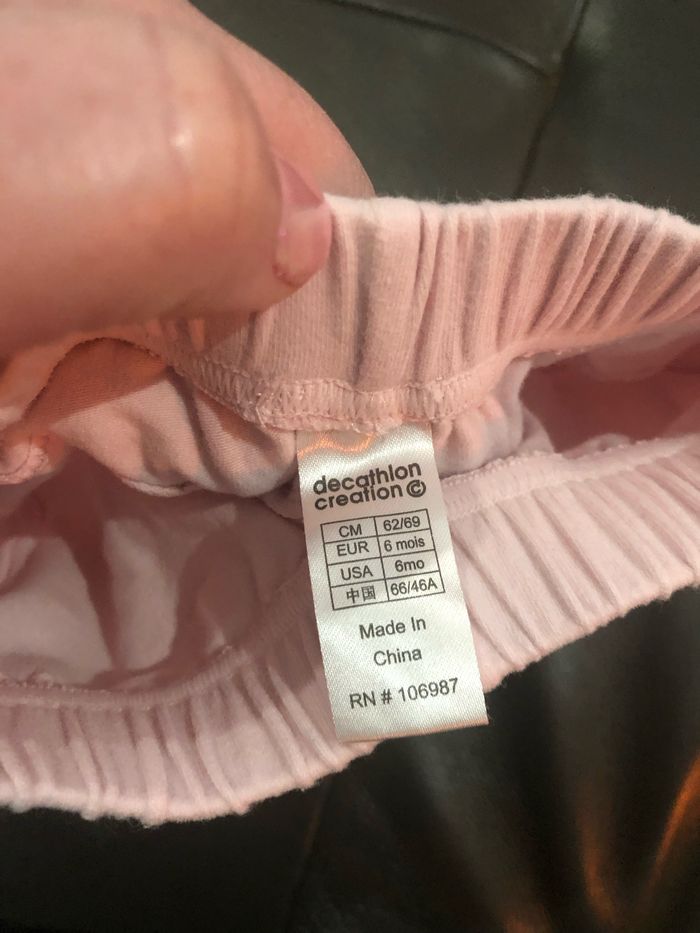 decathlon
creation ©
CM 62/69
EUR 6 mois
USA 6mo
中国 66/46A
Made In
China
RN # 106987